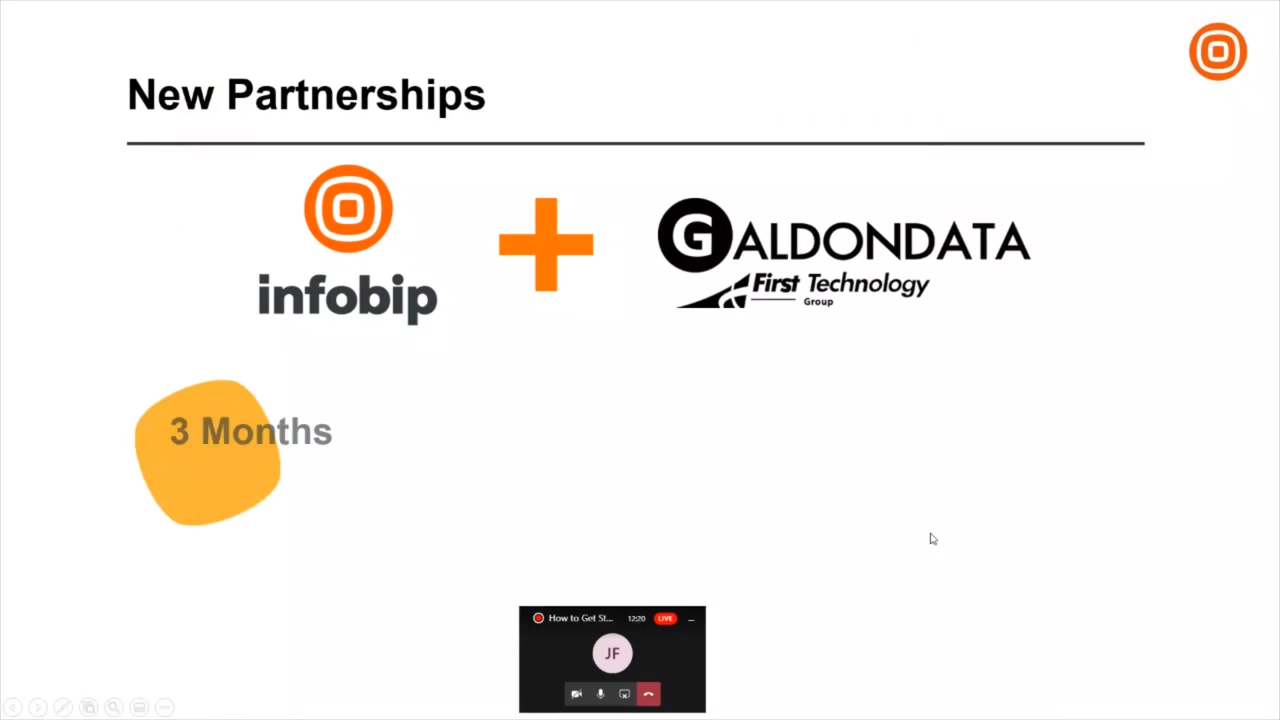 New Partnerships
infobip
GALDONDATA
First Technology
Group
3 Months
How to Get St... 12:20 LIVE
JF